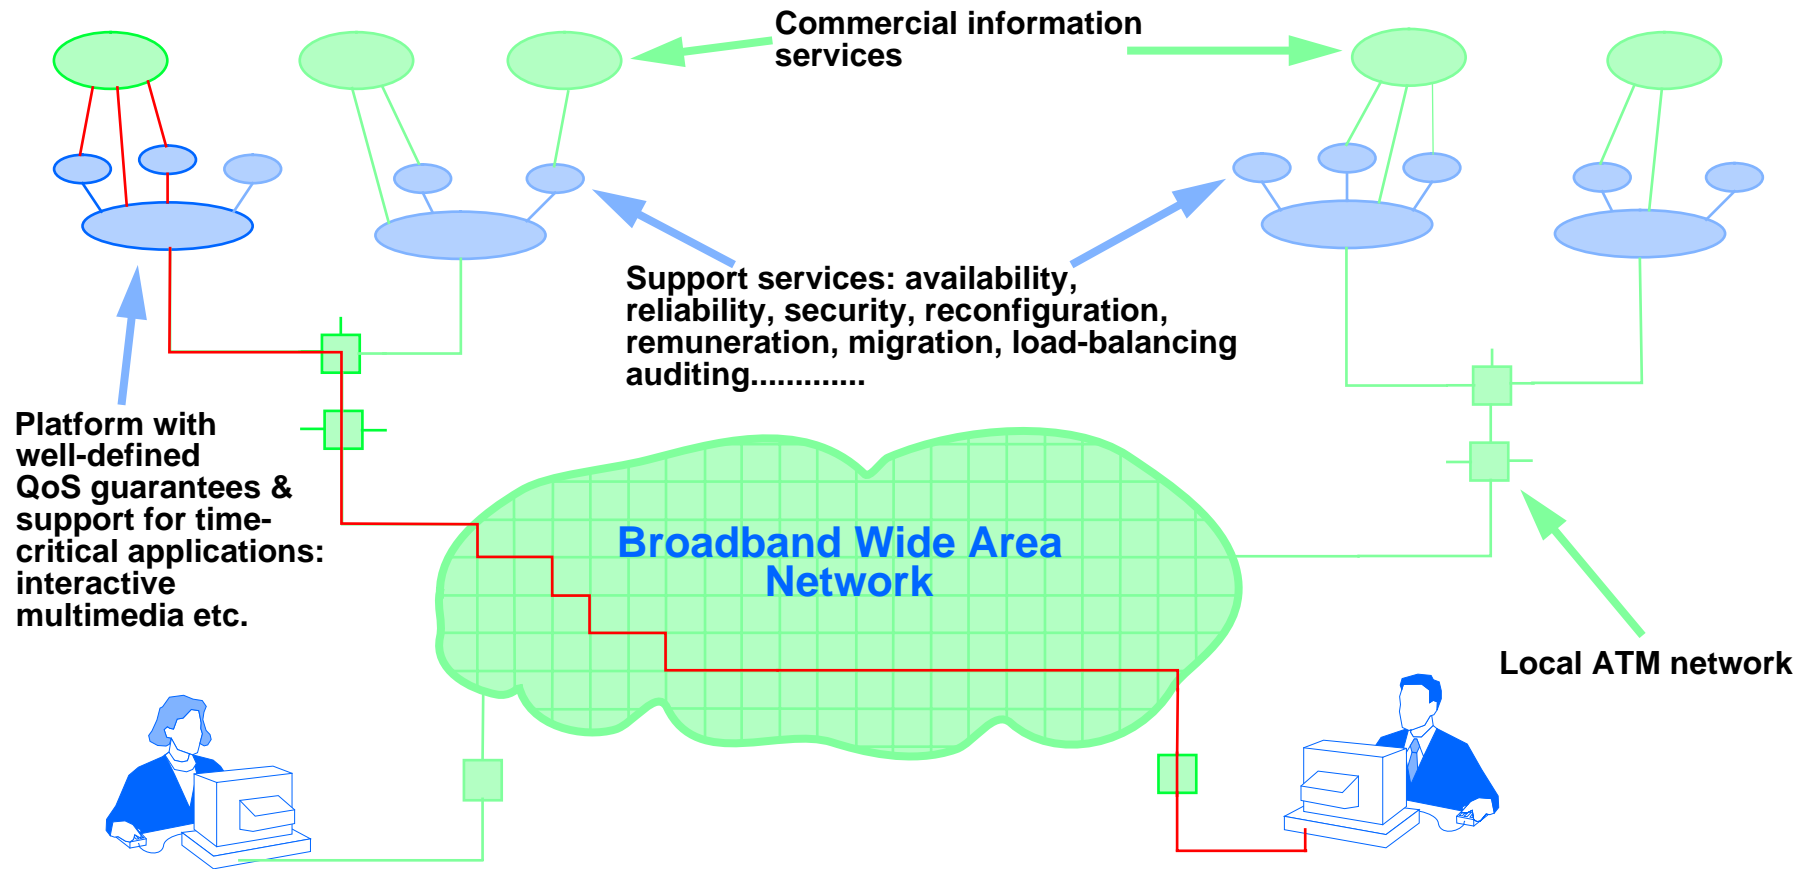 Commercial information
services
Support services: availability,
reliability, security, reconfiguration,
remuneration, migration, load-balancing
auditing.............
Platform with
well-defined
QoS guarantees &
support for time-
critical applications:
interactive
multimedia etc.
Broadband Wide Area
Network
Local ATM network